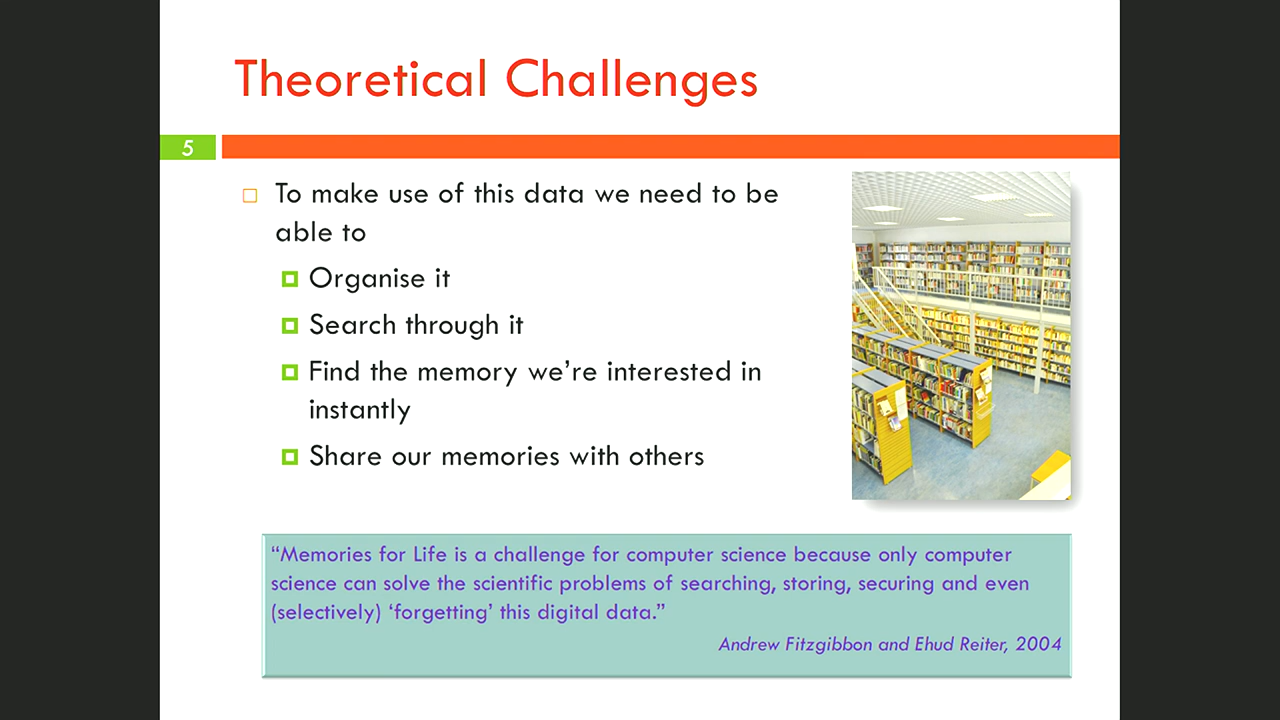 Theoretical Challenges
5
To make use of this data we need to be
able to
Organise it
Search through it
Find the memory we're interested in
instantly
Share our memories with others
“Memories for Life is a challenge for computer science because only computer
science can solve the scientific problems of searching, storing, securing and even
(selectively) ‘forgetting’ this digital data.”
Andrew Fitzgibbon and Ehud Reiter, 2004